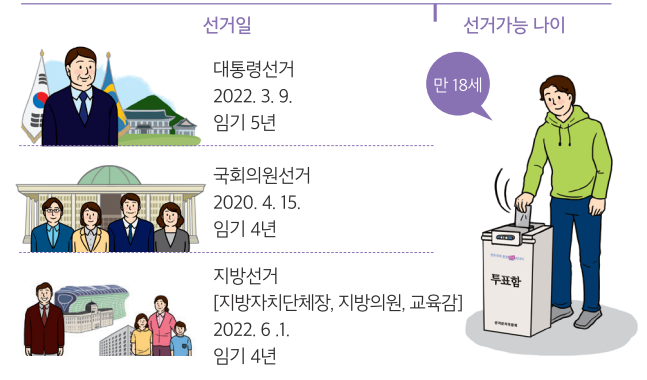 선거일
선거가능 나이
대통령선거
2022. 3. 9.
임기 5년
만 18세
국회의원선거
2020. 4. 15.
임기 4년
지방선거
[지방자치단체장, 지방의원, 교육감]
2022. 6 .1.
임기 4년
투표함